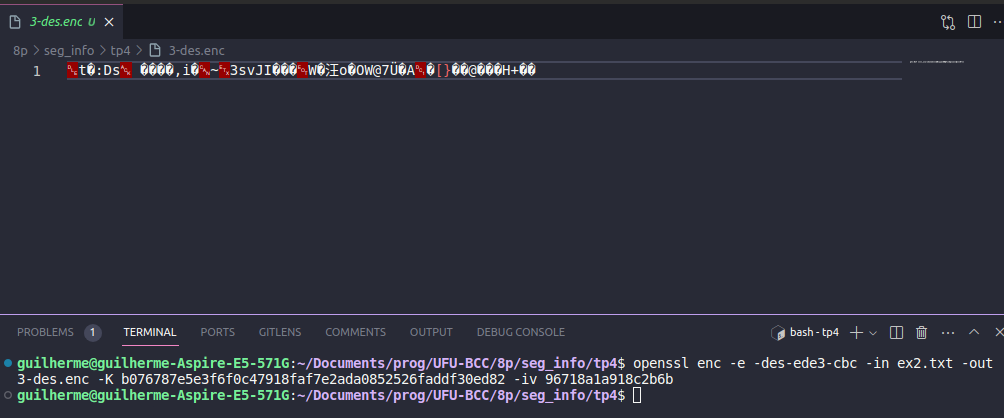 3-des.enc U
8p > seg_info > tp4 > 3-des.enc
1 t�:Ds ����,i�~3svJI���W�汪o�OW@7Ü�A�[}��@���H+��
PROBLEMS 1 TERMINAL PORTS GITLENS COMMENTS OUTPUT DEBUG CONSOLE bash - tp4
guilherme@guilherme-Aspire-E5-571G:~/Documents/prog/UFU-BCC/8p/seg_info/tp4$ openssl enc -e -des-ede3-cbc -in ex2.txt -out
3-des.enc -K b076787e5e3f6f0c47918faf7e2ada0852526faddf30ed82 -iv 96718a1a918c2b6b
guilherme@guilherme-Aspire-E5-571G:~/Documents/prog/UFU-BCC/8p/seg_info/tp4$